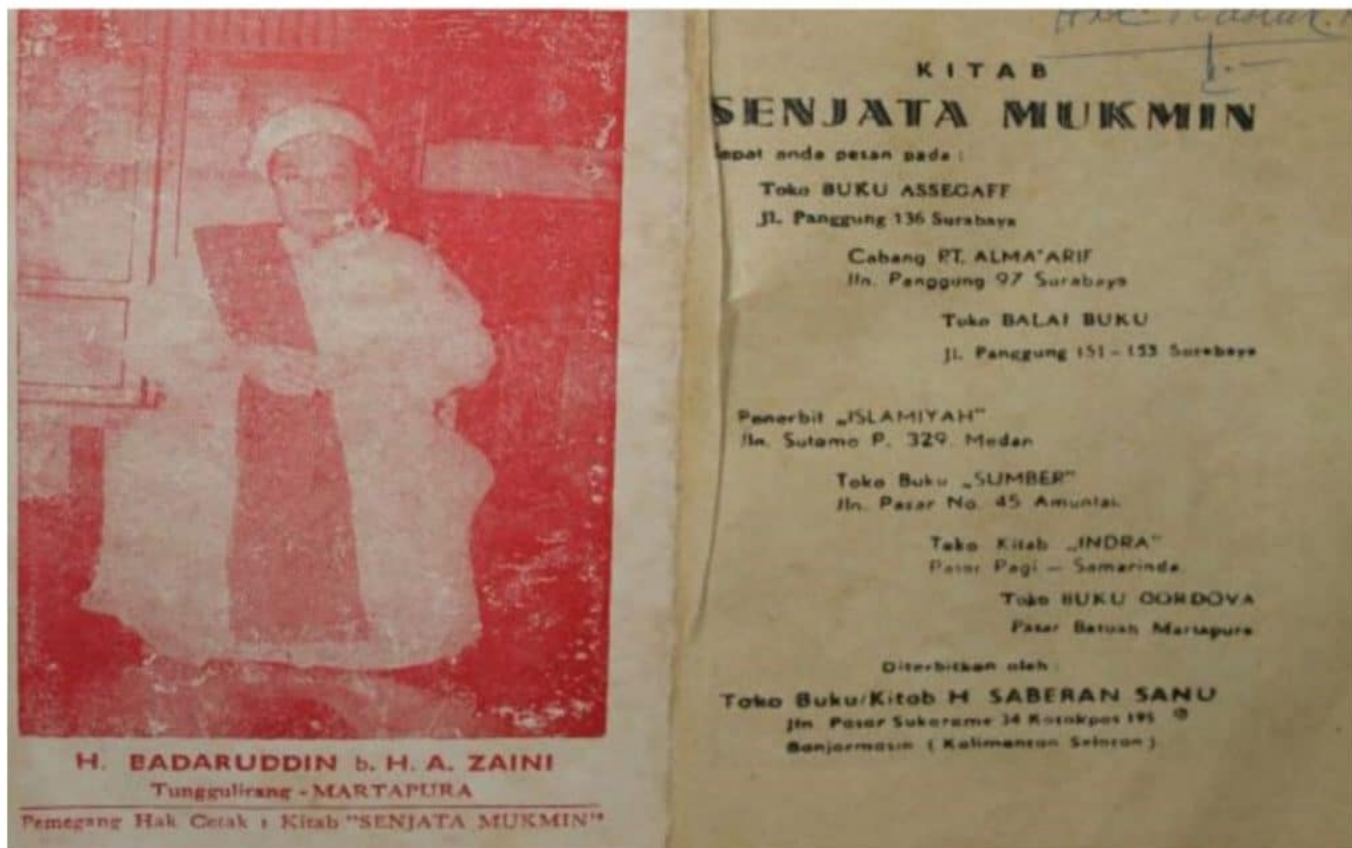 H. BADARUDDIN b. H. A. ZAINI
Tunggulirang - MARTAPURA
Pemegang Hak Cetak : Kitab "SENJATA MUKMIN"
KITAB
SENJATA MUKMIN
dapat anda pesan pada :
Toko BUKU ASSEGAFF
Jl. Panggung 136 Surabaya
Cabang PT. ALMA'ARIF
Jln. Panggung 97 Surabaya
Toko BALAI BUKU
Jl. Panggung 151 - 153 Surabaya
Penerbit „ISLAMIYAH"
Jln. Sutomo P. 329 Medan
Toko Buku „SUMBER"
Jln. Pasar No. 45 Amuntai.
Toko Kitab „INDRA"
Pasar Pagi — Samarinda.
Toko BUKU CORDOVA
Pasar Batuah Martapura
Diterbitkan oleh :
Toko Buku/Kitab H SABERAN SANU
Jln Pasar Sukarame 34 Kotakpos 195
Banjarmasin ( Kalimantan Selatan )